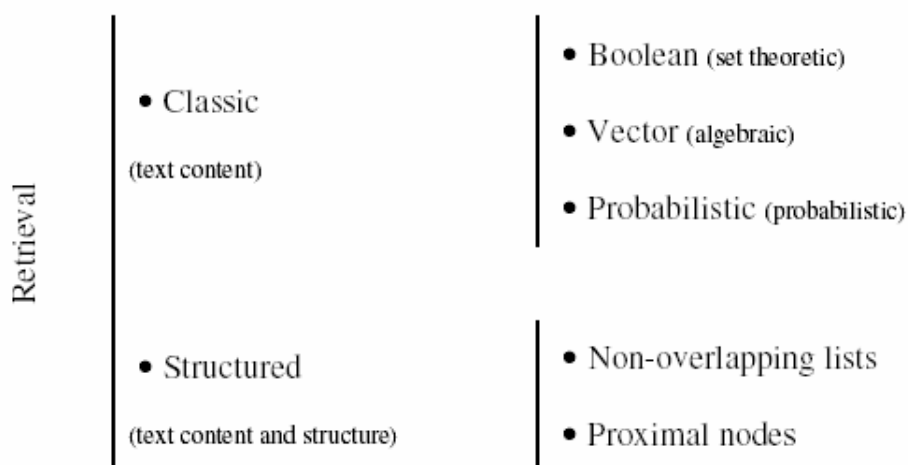 Retrieval
• Classic
(text content)
• Boolean (set theoretic)
• Vector (algebraic)
• Probabilistic (probabilistic)
• Structured
(text content and structure)
• Non-overlapping lists
• Proximal nodes